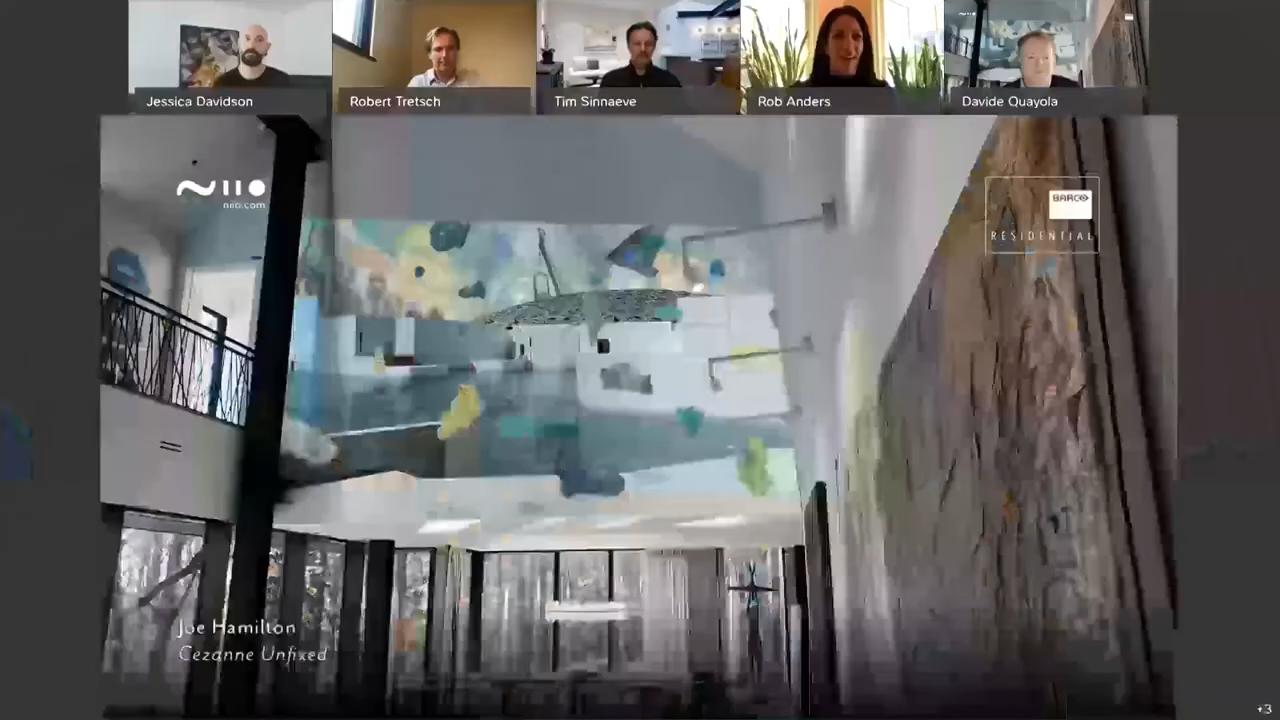 Jessica Davidson
Robert Tretsch
Tim Sinnaeve
Rob Anders
Davide Quayola
niio.com
BARCO
RESIDENTIAL
Joe Hamilton
Cezanne Unfixed
+3